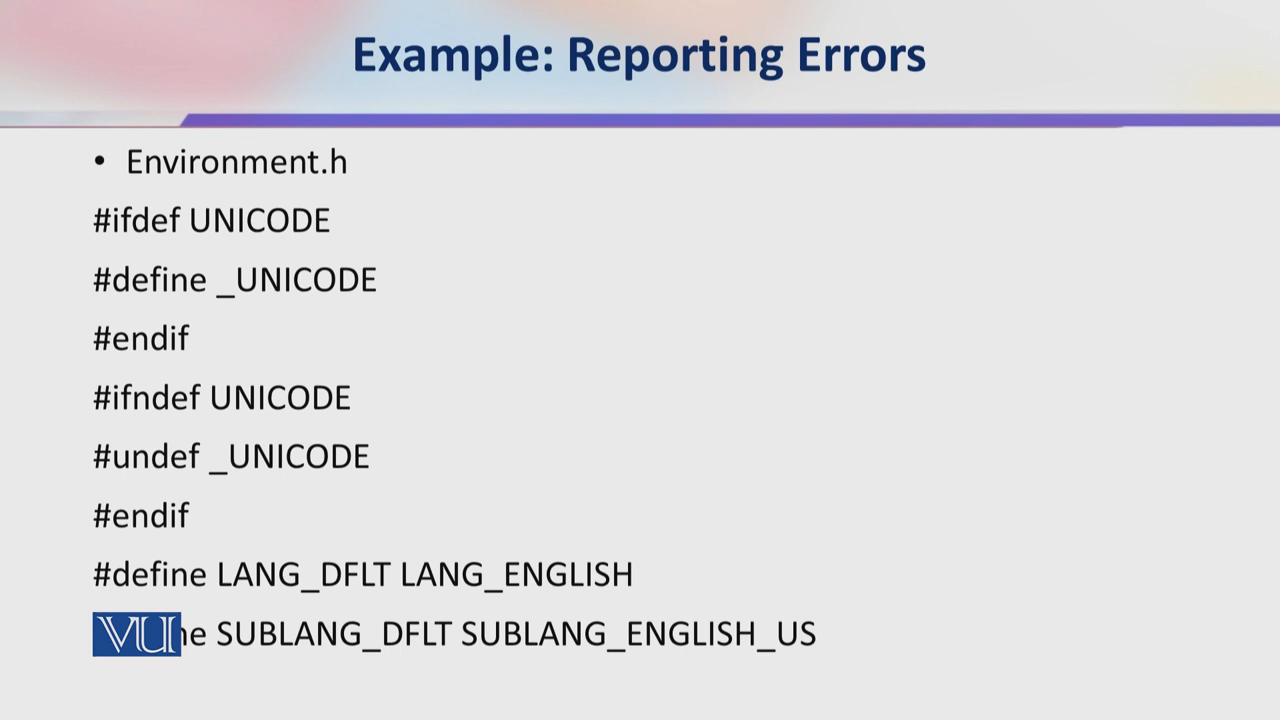 Example: Reporting Errors
• Environment.h
#ifdef UNICODE
#define _UNICODE
#endif
#ifndef UNICODE
#undef _UNICODE
#endif
#define LANG_DFLT LANG_ENGLISH
VU ne SUBLANG_DFLT SUBLANG_ENGLISH_US